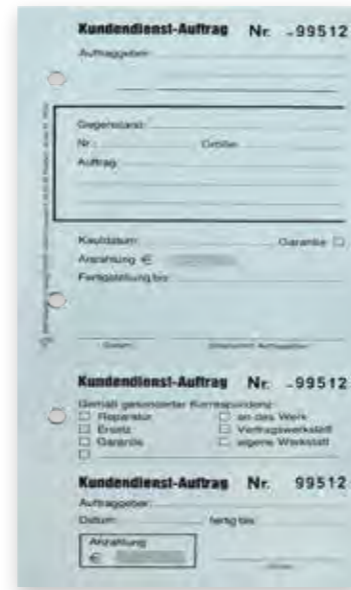 Kundendienst-Auftrag Nr. -99512
Auftraggeber:
Gegenstand:
Nr.: Größe:
Auftrag:
Kaufdatum: Garantie
Anzahlung €
Fertigstellung bis:
Datum
Kundendienst-Auftrag Nr. -99512
Gemäß gesonderter Korrespondenz:
Reparatur an das Werk
Ersatz Vertragswerkstatt
Garantie eigene Werkstatt
Kundendienst-Auftrag Nr. 99512
Auftraggeber:
Datum: fertig bis:
Anzahlung
€